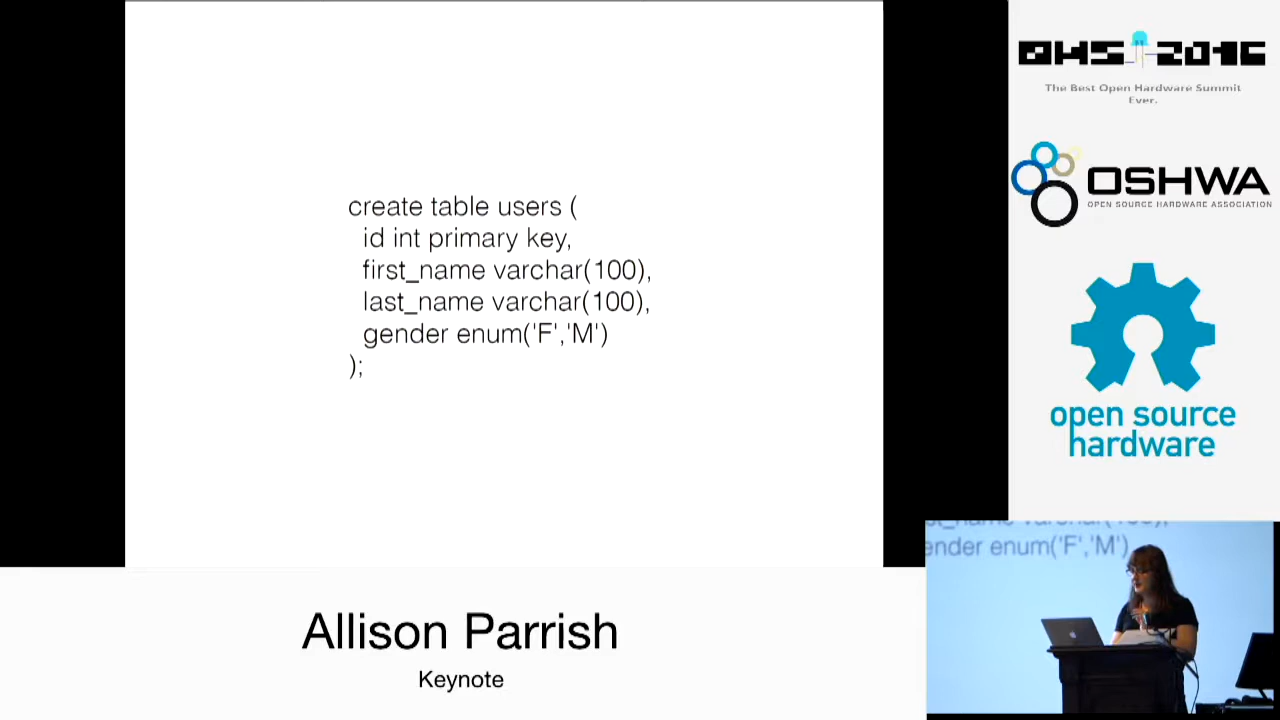 create table users (
id int primary key,
first_name varchar(100),
last_name varchar(100),
gender enum('F','M')
);
Allison Parrish
Keynote
OHS 2016
The Best Open Hardware Summit
Ever.
OSHWA
OPEN SOURCE HARDWARE ASSOCIATION
open source
hardware
ender enum('F','M')